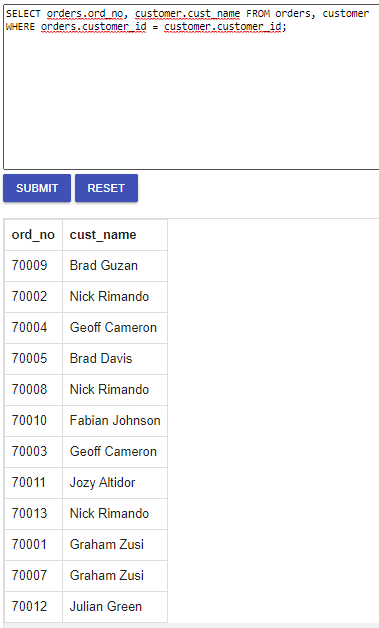 SELECT orders.ord_no, customer.cust_name FROM orders, customer
WHERE orders.customer_id = customer.customer_id;
SUBMIT RESET
ord_no cust_name
70009 Brad Guzan
70002 Nick Rimando
70004 Geoff Cameron
70005 Brad Davis
70008 Nick Rimando
70010 Fabian Johnson
70003 Geoff Cameron
70011 Jozy Altidor
70013 Nick Rimando
70001 Graham Zusi
70007 Graham Zusi
70012 Julian Green